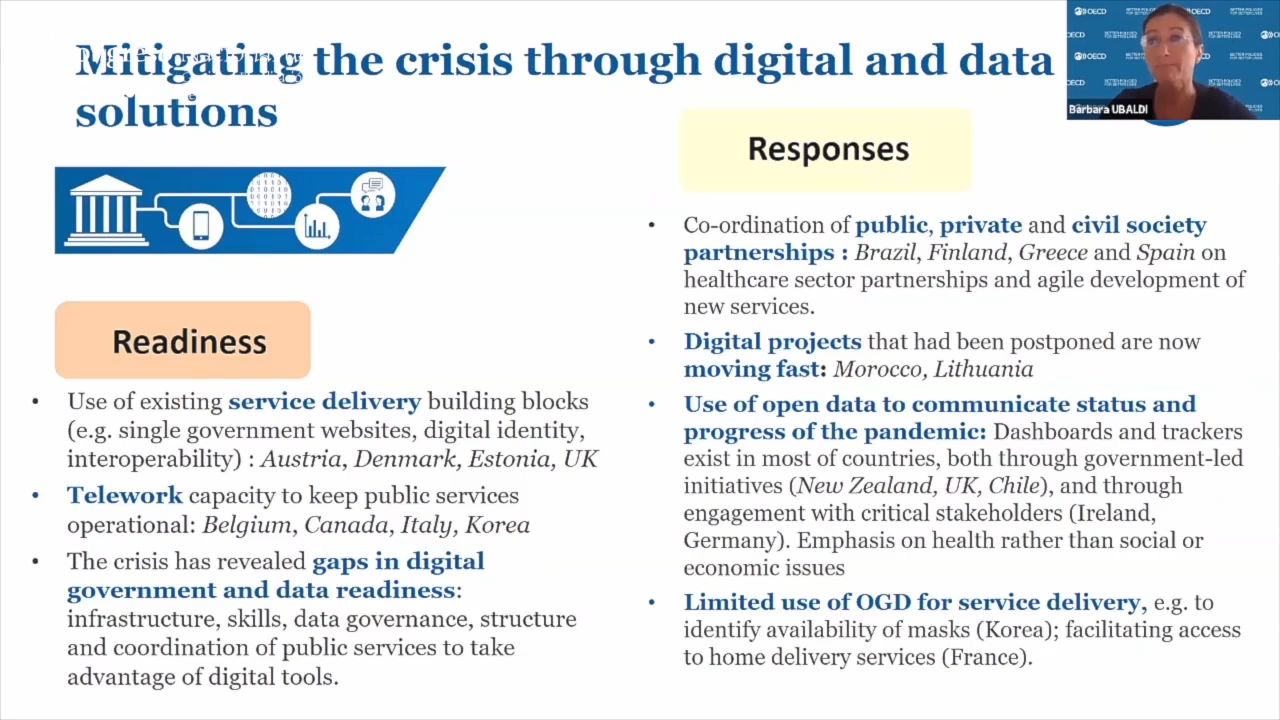 Mitigating the crisis through digital and data
solutions
OECD
BETTER POLICIES
FOR BETTER LIVES
Barbara UBALDI
Responses
• Co-ordination of public, private and civil society
partnerships : Brazil, Finland, Greece and Spain on
healthcare sector partnerships and agile development of
new services.
• Digital projects that had been postponed are now
moving fast: Morocco, Lithuania
• Use of open data to communicate status and
progress of the pandemic: Dashboards and trackers
exist in most of countries, both through government-led
initiatives (New Zealand, UK, Chile), and through
engagement with critical stakeholders (Ireland,
Germany). Emphasis on health rather than social or
economic issues
• Limited use of OGD for service delivery, e.g. to
identify availability of masks (Korea); facilitating access
to home delivery services (France).
Readiness
• Use of existing service delivery building blocks
(e.g. single government websites, digital identity,
interoperability) : Austria, Denmark, Estonia, UK
• Telework capacity to keep public services
operational: Belgium, Canada, Italy, Korea
• The crisis has revealed gaps in digital
government and data readiness:
infrastructure, skills, data governance, structure
and coordination of public services to take
advantage of digital tools.